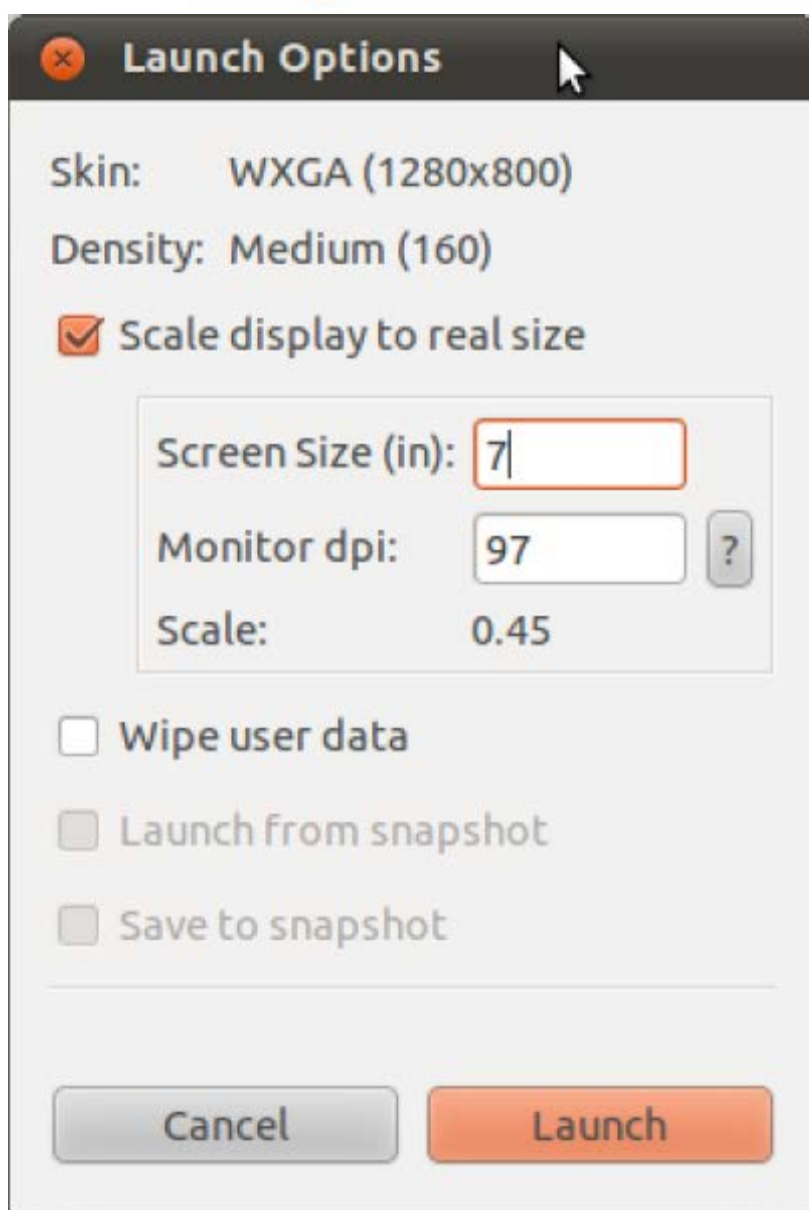 Launch Options
Skin: WXGA (1280x800)
Density: Medium (160)
Scale display to real size
Screen Size (in): 7
Monitor dpi: 97 ?
Scale: 0.45
Wipe user data
Launch from snapshot
Save to snapshot
Cancel Launch